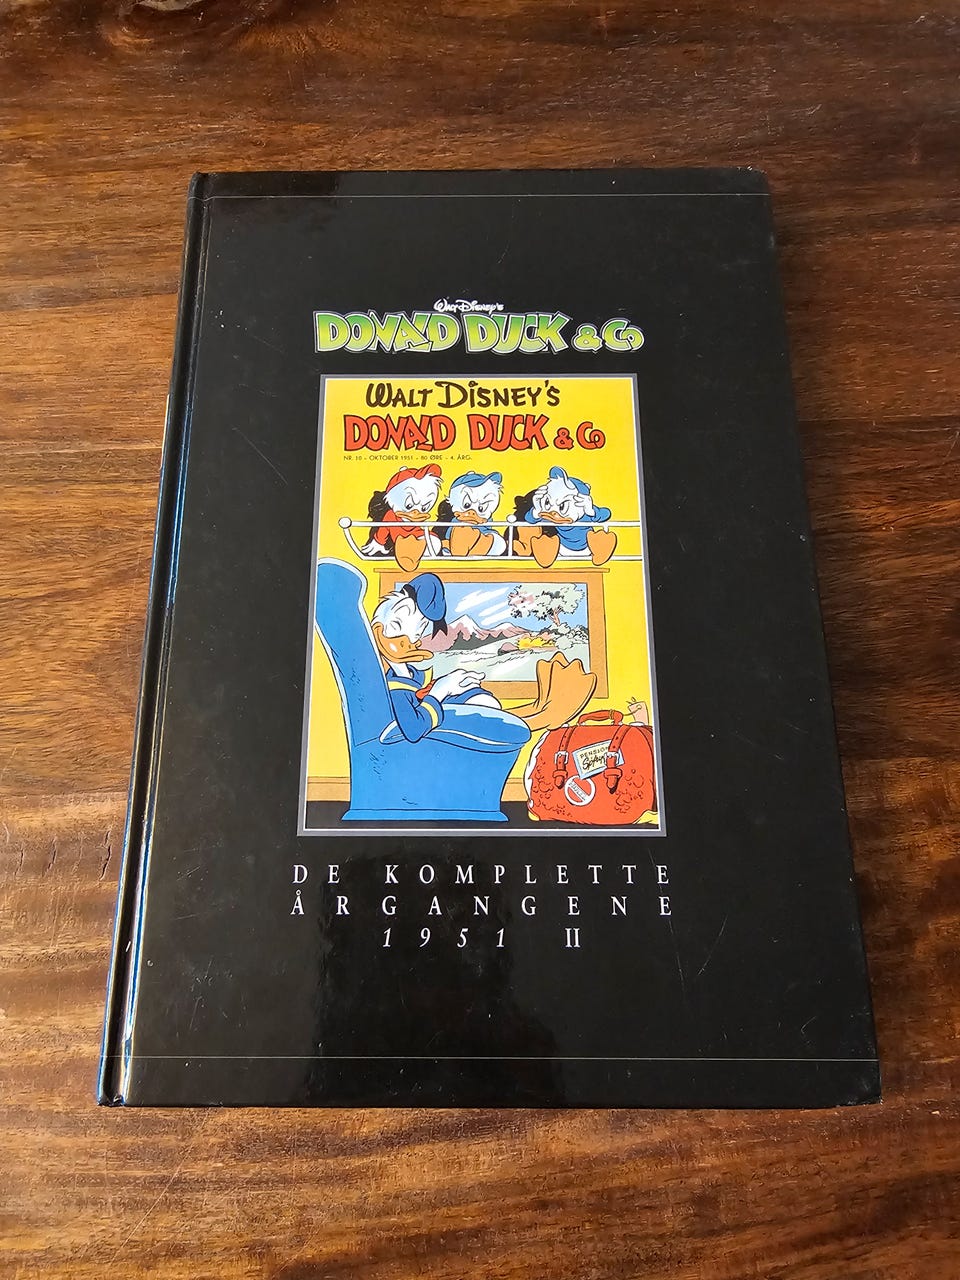 Walt Disney's
DONALD DUCK & Co
WALT DISNEY'S
DONALD DUCK & Co
NR. 10 - OKTOBER 1951 - 80 ØRE - 4. ÅRG.
PENSION
DE KOMPLETTE
ÅRGANGENE
1951 II